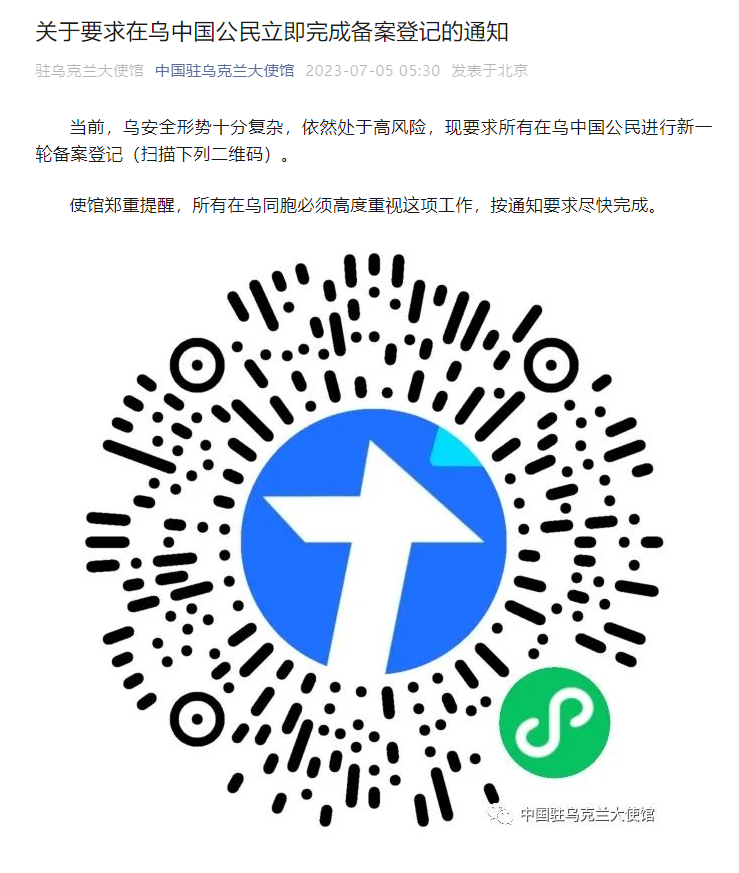 关于要求在乌中国公民立即完成备案登记的通知
驻乌克兰大使馆 中国驻乌克兰大使馆 2023-07-05 05:30 发表于北京
当前，乌安全形势十分复杂，依然处于高风险，现要求所有在乌中国公民进行新一
轮备案登记（扫描下列二维码）。
使馆郑重提醒，所有在乌同胞必须高度重视这项工作，按通知要求尽快完成。
中国驻乌克兰大使馆